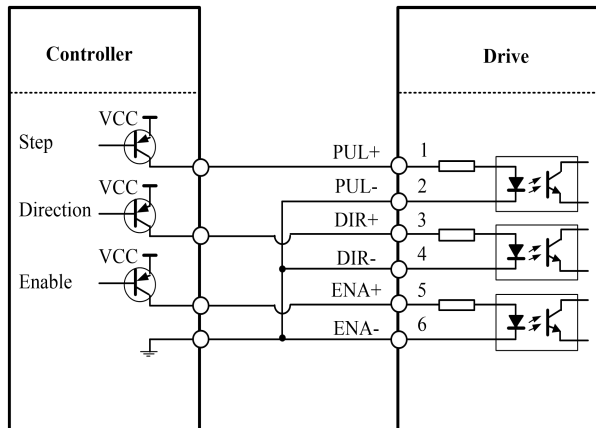 Controller
Drive
VCC
Step
PUL+ 1
PUL- 2
VCC
Direction
DIR+ 3
DIR- 4
VCC
Enable
ENA+ 5
ENA- 6